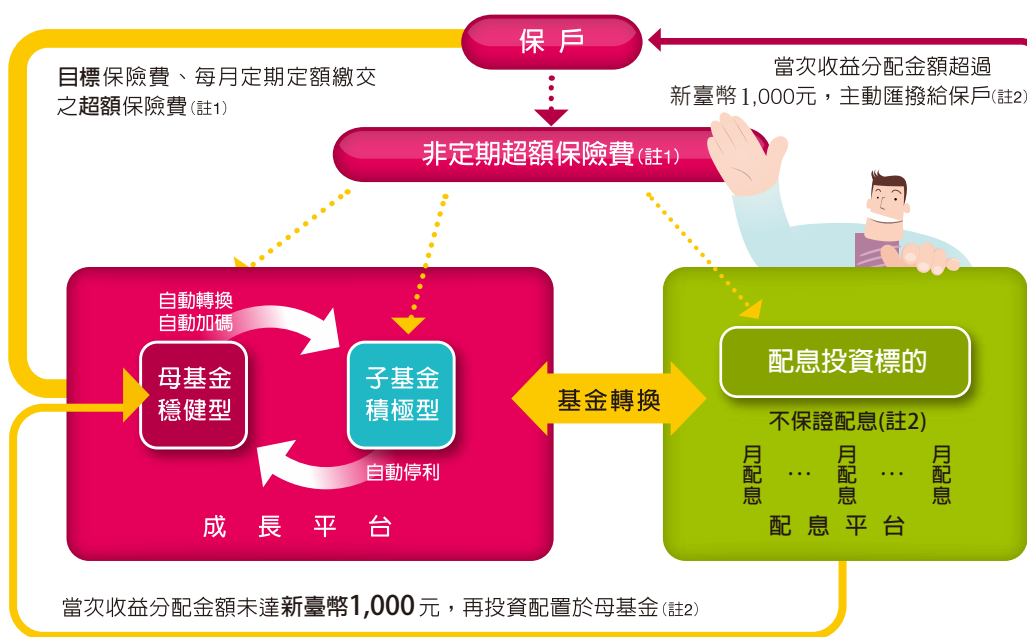 保戶
目標保險費、每月定期定額繳交
之超額保險費(註1)
當次收益分配金額超過
新臺幣1,000元，主動匯撥給保戶(註2)
非定期超額保險費(註1)
自動轉換
自動加碼
母基金
穩健型
子基金
積極型
自動停利
成長平台
基金轉換
配息投資標的
不保證配息(註2)
月配息…月配息…月配息
配息平台
當次收益分配金額未達新臺幣1,000元，再投資配置於母基金(註2)